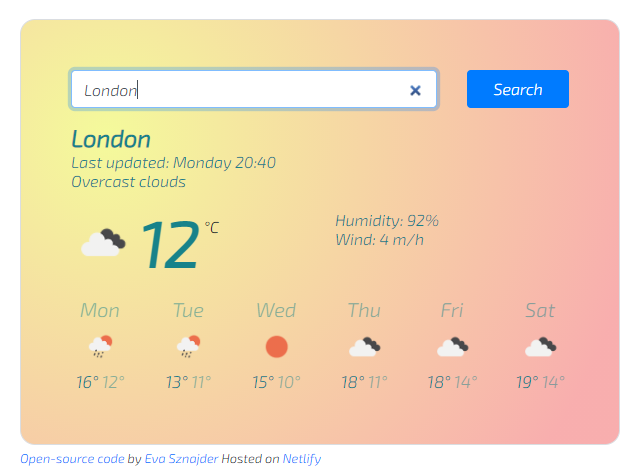 London × Search
London
Last updated: Monday 20:40
Overcast clouds
12 °C
Humidity: 92%
Wind: 4 m/h
Mon Tue Wed Thu Fri Sat
16° 12° 13° 11° 15° 10° 18° 11° 18° 14° 19° 14°
Open-source code by Eva Sznajder Hosted on Netlify